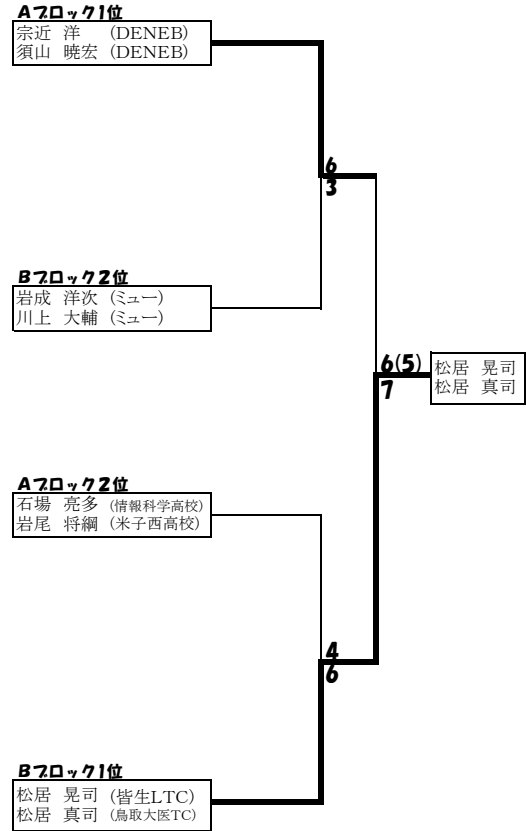 Aブロック1位
宗近 洋 (DENEB)
須山 暁宏 (DENEB)
6
3
Bブロック2位
岩成 洋次 (ミュー)
川上 大輔 (ミュー)
6(5)
7
松居 晃司
松居 真司
Aブロック2位
石場 亮多 (情報科学高校)
岩尾 将綱 (米子西高校)
4
6
Bブロック1位
松居 晃司 (皆生LTC)
松居 真司 (鳥取大医TC)